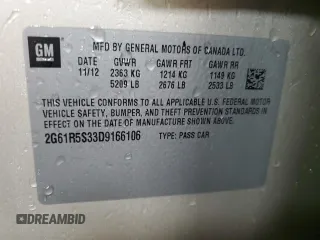 GM
MFD BY GENERAL MOTORS OF CANADA LTD.
DATE GVWR GAWR FRT GAWR RR
11/12 2363 KG 1214 KG 1149 KG
5209 LB 2676 LB 2533 LB
THIS VEHICLE CONFORMS TO ALL APPLICABLE U.S. FEDERAL MOTOR
VEHICLE SAFETY, BUMPER, AND THEFT PREVENTION STANDARDS
IN EFFECT ON THE DATE OF MANUFACTURE SHOWN ABOVE.
2G61R5S33D9166106 TYPE: PASS CAR
AUTOBIDMASTER